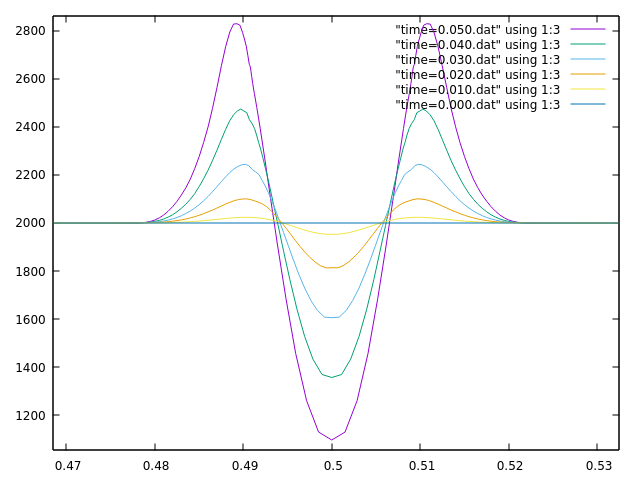 2800
2600
2400
2200
2000
1800
1600
1400
1200
"time=0.050.dat" using 1:3
"time=0.040.dat" using 1:3
"time=0.030.dat" using 1:3
"time=0.020.dat" using 1:3
"time=0.010.dat" using 1:3
"time=0.000.dat" using 1:3
0.47 0.48 0.49 0.5 0.51 0.52 0.53